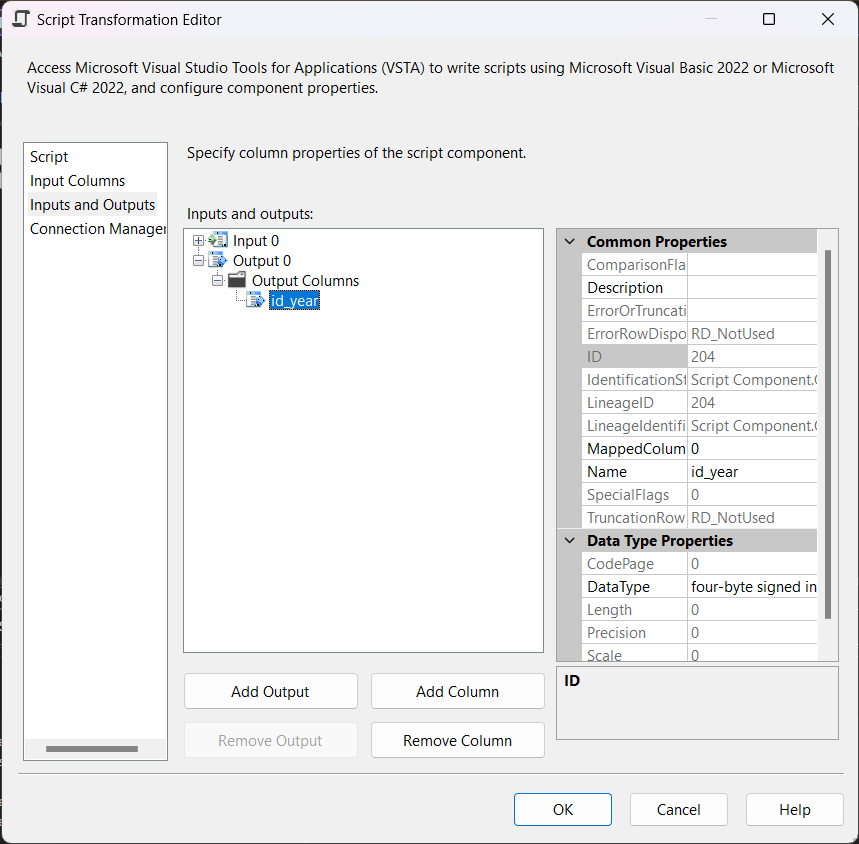 Script Transformation Editor
Access Microsoft Visual Studio Tools for Applications (VSTA) to write scripts using Microsoft Visual Basic 2022 or Microsoft
Visual C# 2022, and configure component properties.
Script
Input Columns
Inputs and Outputs
Connection Manager
Specify column properties of the script component.
Inputs and outputs:
Input 0
Output 0
Output Columns
id_year
Common Properties
ComparisonFla
Description
ErrorOrTruncati
ErrorRowDispo RD_NotUsed
ID 204
IdentificationSt Script Component.
LineageID 204
LineageIdentifi Script Component.
MappedColum 0
Name id_year
SpecialFlags 0
TruncationRow RD_NotUsed
Data Type Properties
CodePage 0
DataType four-byte signed in
Length 0
Precision 0
Scale 0
ID
Add Output Add Column
Remove Output Remove Column
OK Cancel Help